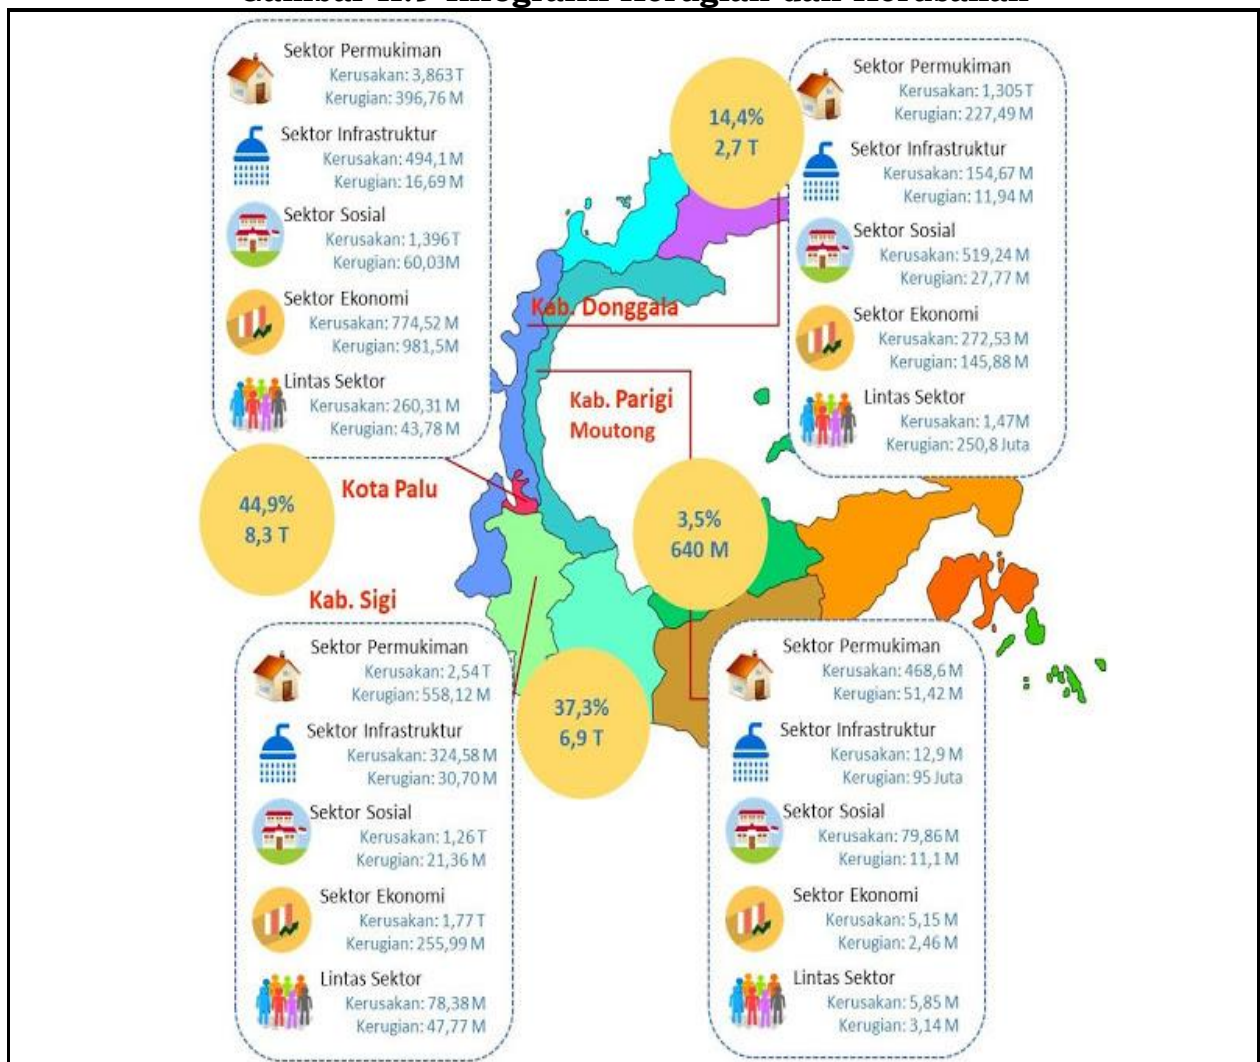 Sektor Permukiman
Kerusakan: 3,863 T
Kerugian: 396,76 M
Sektor Infrastruktur
Kerusakan: 494,1 M
Kerugian: 16,69 M
Sektor Sosial
Kerusakan: 1,396T
Kerugian: 60,03M
Sektor Ekonomi
Kerusakan: 774,52 M
Kerugian: 981,5M
Lintas Sektor
Kerusakan: 260,31 M
Kerugian: 43,78 M
14,4%
2,7 T
Sektor Permukiman
Kerusakan: 1,305T
Kerugian: 227,49 M
Sektor Infrastruktur
Kerusakan: 154,67 M
Kerugian: 11,94 M
Sektor Sosial
Kerusakan: 519,24 M
Kerugian: 27,77 M
Sektor Ekonomi
Kerusakan: 272,53 M
Kerugian: 145,88 M
Lintas Sektor
Kerusakan: 1,47M
Kerugian: 250,8 Juta
Kab. Donggala
Kab. Parigi
Moutong
44,9%
8,3 T
Kota Palu
3,5%
640 M
Kab. Sigi
Sektor Permukiman
Kerusakan: 2,54 T
Kerugian: 558,12 M
Sektor Infrastruktur
Kerusakan: 324,58 M
Kerugian: 30,70 M
Sektor Sosial
Kerusakan: 1,26 T
Kerugian: 21,36 M
Sektor Ekonomi
Kerusakan: 1,77 T
Kerugian: 255,99 M
Lintas Sektor
Kerusakan: 78,38 M
Kerugian: 47,77 M
37,3%
6,9 T
Sektor Permukiman
Kerusakan: 468,6 M
Kerugian: 51,42 M
Sektor Infrastruktur
Kerusakan: 12,9 M
Kerugian: 95 Juta
Sektor Sosial
Kerusakan: 79,86 M
Kerugian: 11,1 M
Sektor Ekonomi
Kerusakan: 5,15 M
Kerugian: 2,46 M
Lintas Sektor
Kerusakan: 5,85 M
Kerugian: 3,14 M